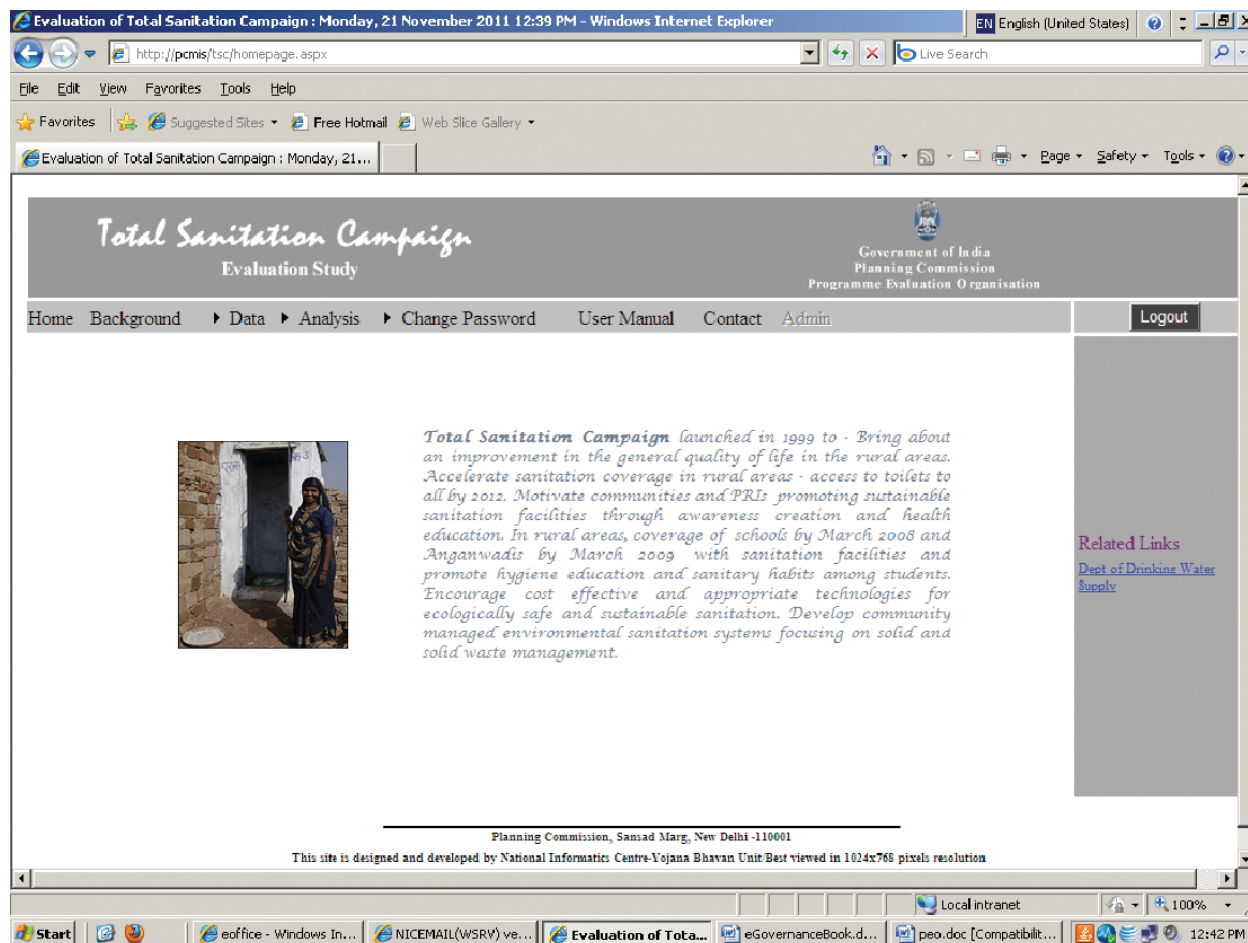 Evaluation of Total Sanitation Campaign : Monday, 21 November 2011 12:39 PM - Windows Internet Explorer
EN English (United States)
http://pcmis/tsc/homepage.aspx
Live Search
File Edit View Favorites Tools Help
Favorites Suggested Sites Free Hotmail Web Slice Gallery
Evaluation of Total Sanitation Campaign : Monday, 21...
Page Safety Tools
Total Sanitation Campaign
Evaluation Study
Government of India
Planning Commission
Programme Evaluation Organisation
Home Background Data Analysis Change Password User Manual Contact Admin
Logout
Total Sanitation Campaign launched in 1999 to - Bring about
an improvement in the general quality of life in the rural areas.
Accelerate sanitation coverage in rural areas - access to toilets to
all by 2012. Motivate communities and PRIs promoting sustainable
sanitation facilities through awareness creation and health
education. In rural areas, coverage of schools by March 2008 and
Anganwadis by March 2009 with sanitation facilities and
promote hygiene education and sanitary habits among students.
Encourage cost effective and appropriate technologies for
ecologically safe and sustainable sanitation. Develop community
managed environmental sanitation systems focusing on solid and
solid waste management.
Related Links
Dept of Drinking Water
Supply
Planning Commission, Sansad Marg, New Delhi -110001
This site is designed and developed by National Informatics Centre-Yojana Bhavan Unit/Best viewed in 1024x768 pixels resolution
Local intranet
100%
Start
eoffice - Windows In...
NICEMAIL(WSRV) ve...
Evaluation of Tota...
eGovernanceBook.d...
peo.doc [Compatibilit...
12:42 PM